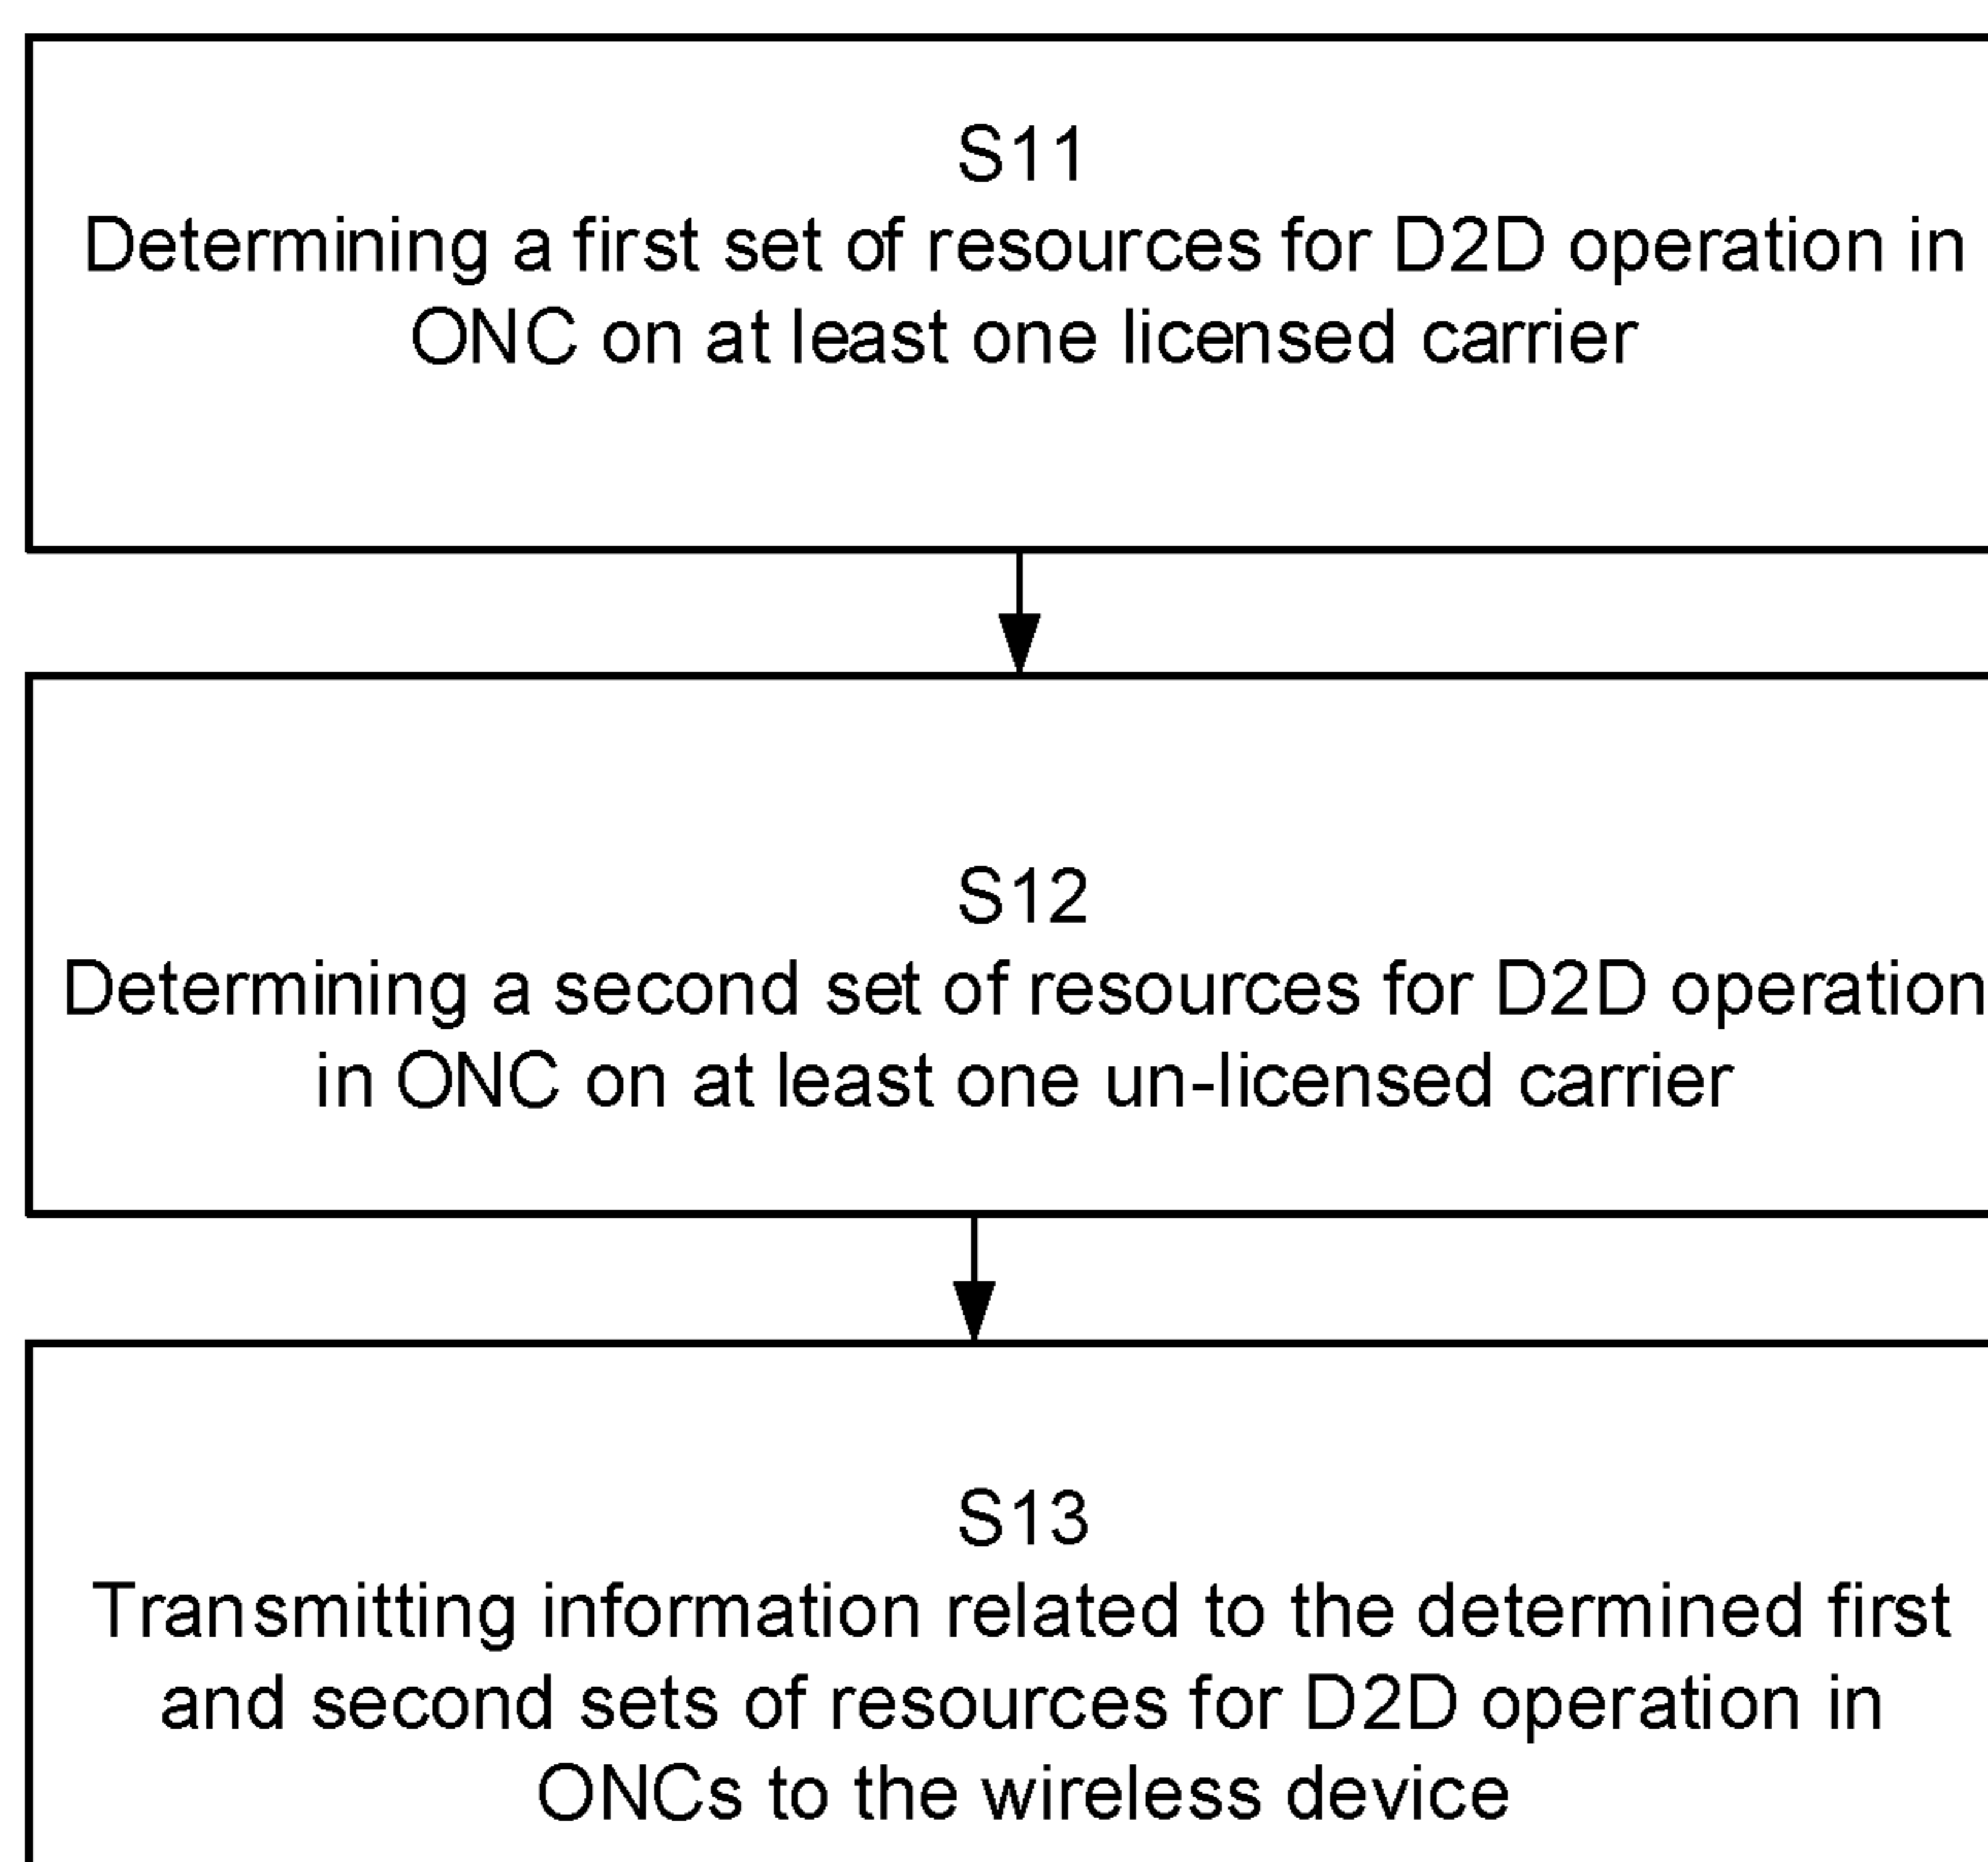 S11
Determining a first set of resources for D2D operation in
ONC on at least one licensed carrier
S12
Determining a second set of resources for D2D operation
in ONC on at least one un-licensed carrier
S13
Transmitting information related to the determined first
and second sets of resources for D2D operation in
ONCs to the wireless device